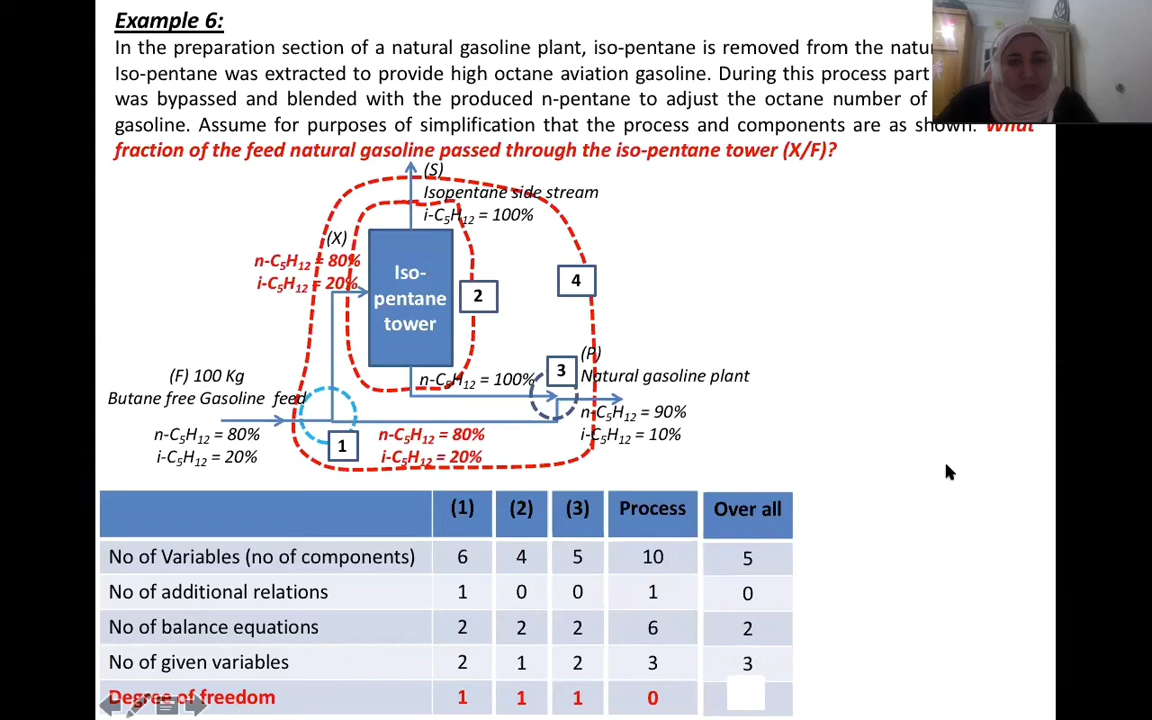 Example 6:
In the preparation section of a natural gasoline plant, iso-pentane is removed from the
Iso-pentane was extracted to provide high octane aviation gasoline. During this process part
was bypassed and blended with the produced n-pentane to adjust the octane number of
gasoline. Assume for purposes of simplification that the process and components are as shown. What
fraction of the feed natural gasoline passed through the iso-pentane tower (X/F)?
(S)
Isopentane side stream
i-C₅H₁₂ = 100%
(X)
n-C₅H₁₂ = 80%
i-C₅H₁₂ = 20%
Iso-
pentane
tower
2
4
(F) 100 Kg
Butane free Gasoline feed
n-C₅H₁₂ = 80%
i-C₅H₁₂ = 20%
1
n-C₅H₁₂ = 100%
n-C₅H₁₂ = 80%
i-C₅H₁₂ = 20%
3
(P)
Natural gasoline plant
n-C₅H₁₂ = 90%
i-C₅H₁₂ = 10%
(1) (2) (3) Process Over all
No of Variables (no of components) 6 4 5 10 5
No of additional relations 1 0 0 1 0
No of balance equations 2 2 2 6 2
No of given variables 2 1 2 3 3
Degree of freedom 1 1 1 0